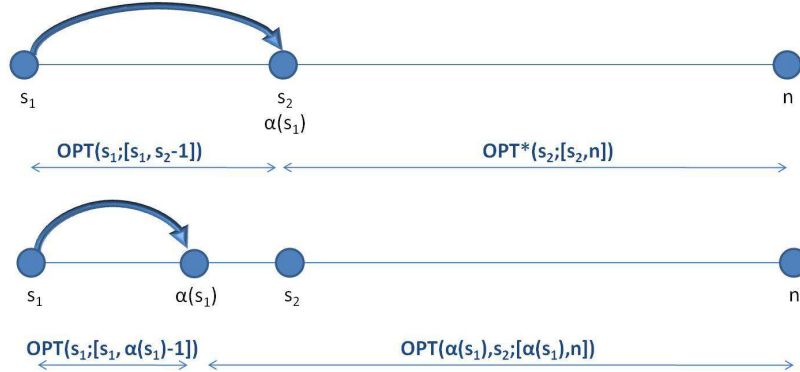 s₁ s₂ n
α(s₁)
OPT(s₁;[s₁, s₂-1]) OPT*(s₂;[s₂,n])
s₁ α(s₁) s₂ n
OPT(s₁;[s₁, α(s₁)-1]) OPT(α(s₁),s₂;[α(s₁),n])